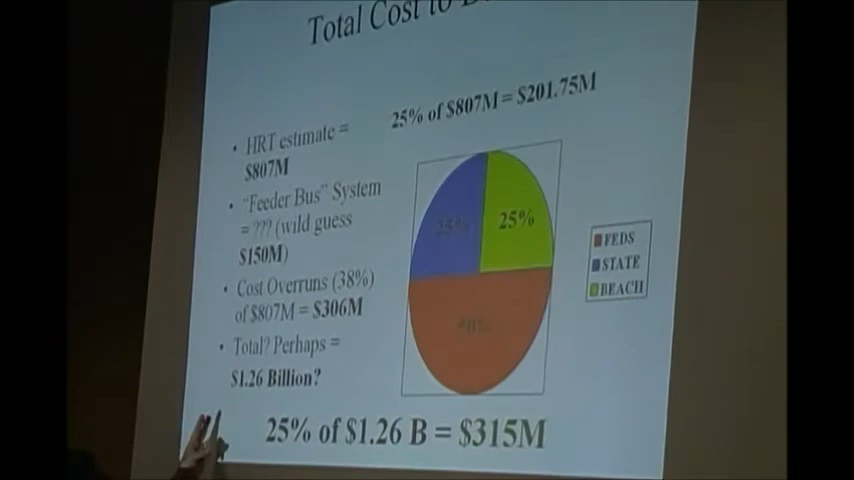 Total Cost to
25% of $807M = $201.75M
• HRT estimate =
$807M
• “Feeder Bus” System
= ??? (wild guess
$150M)
• Cost Overruns (38%)
of $807M = $306M
• Total? Perhaps =
$1.26 Billion?
25%
25%
50%
FEDS
STATE
BEACH
25% of $1.26 B = $315M